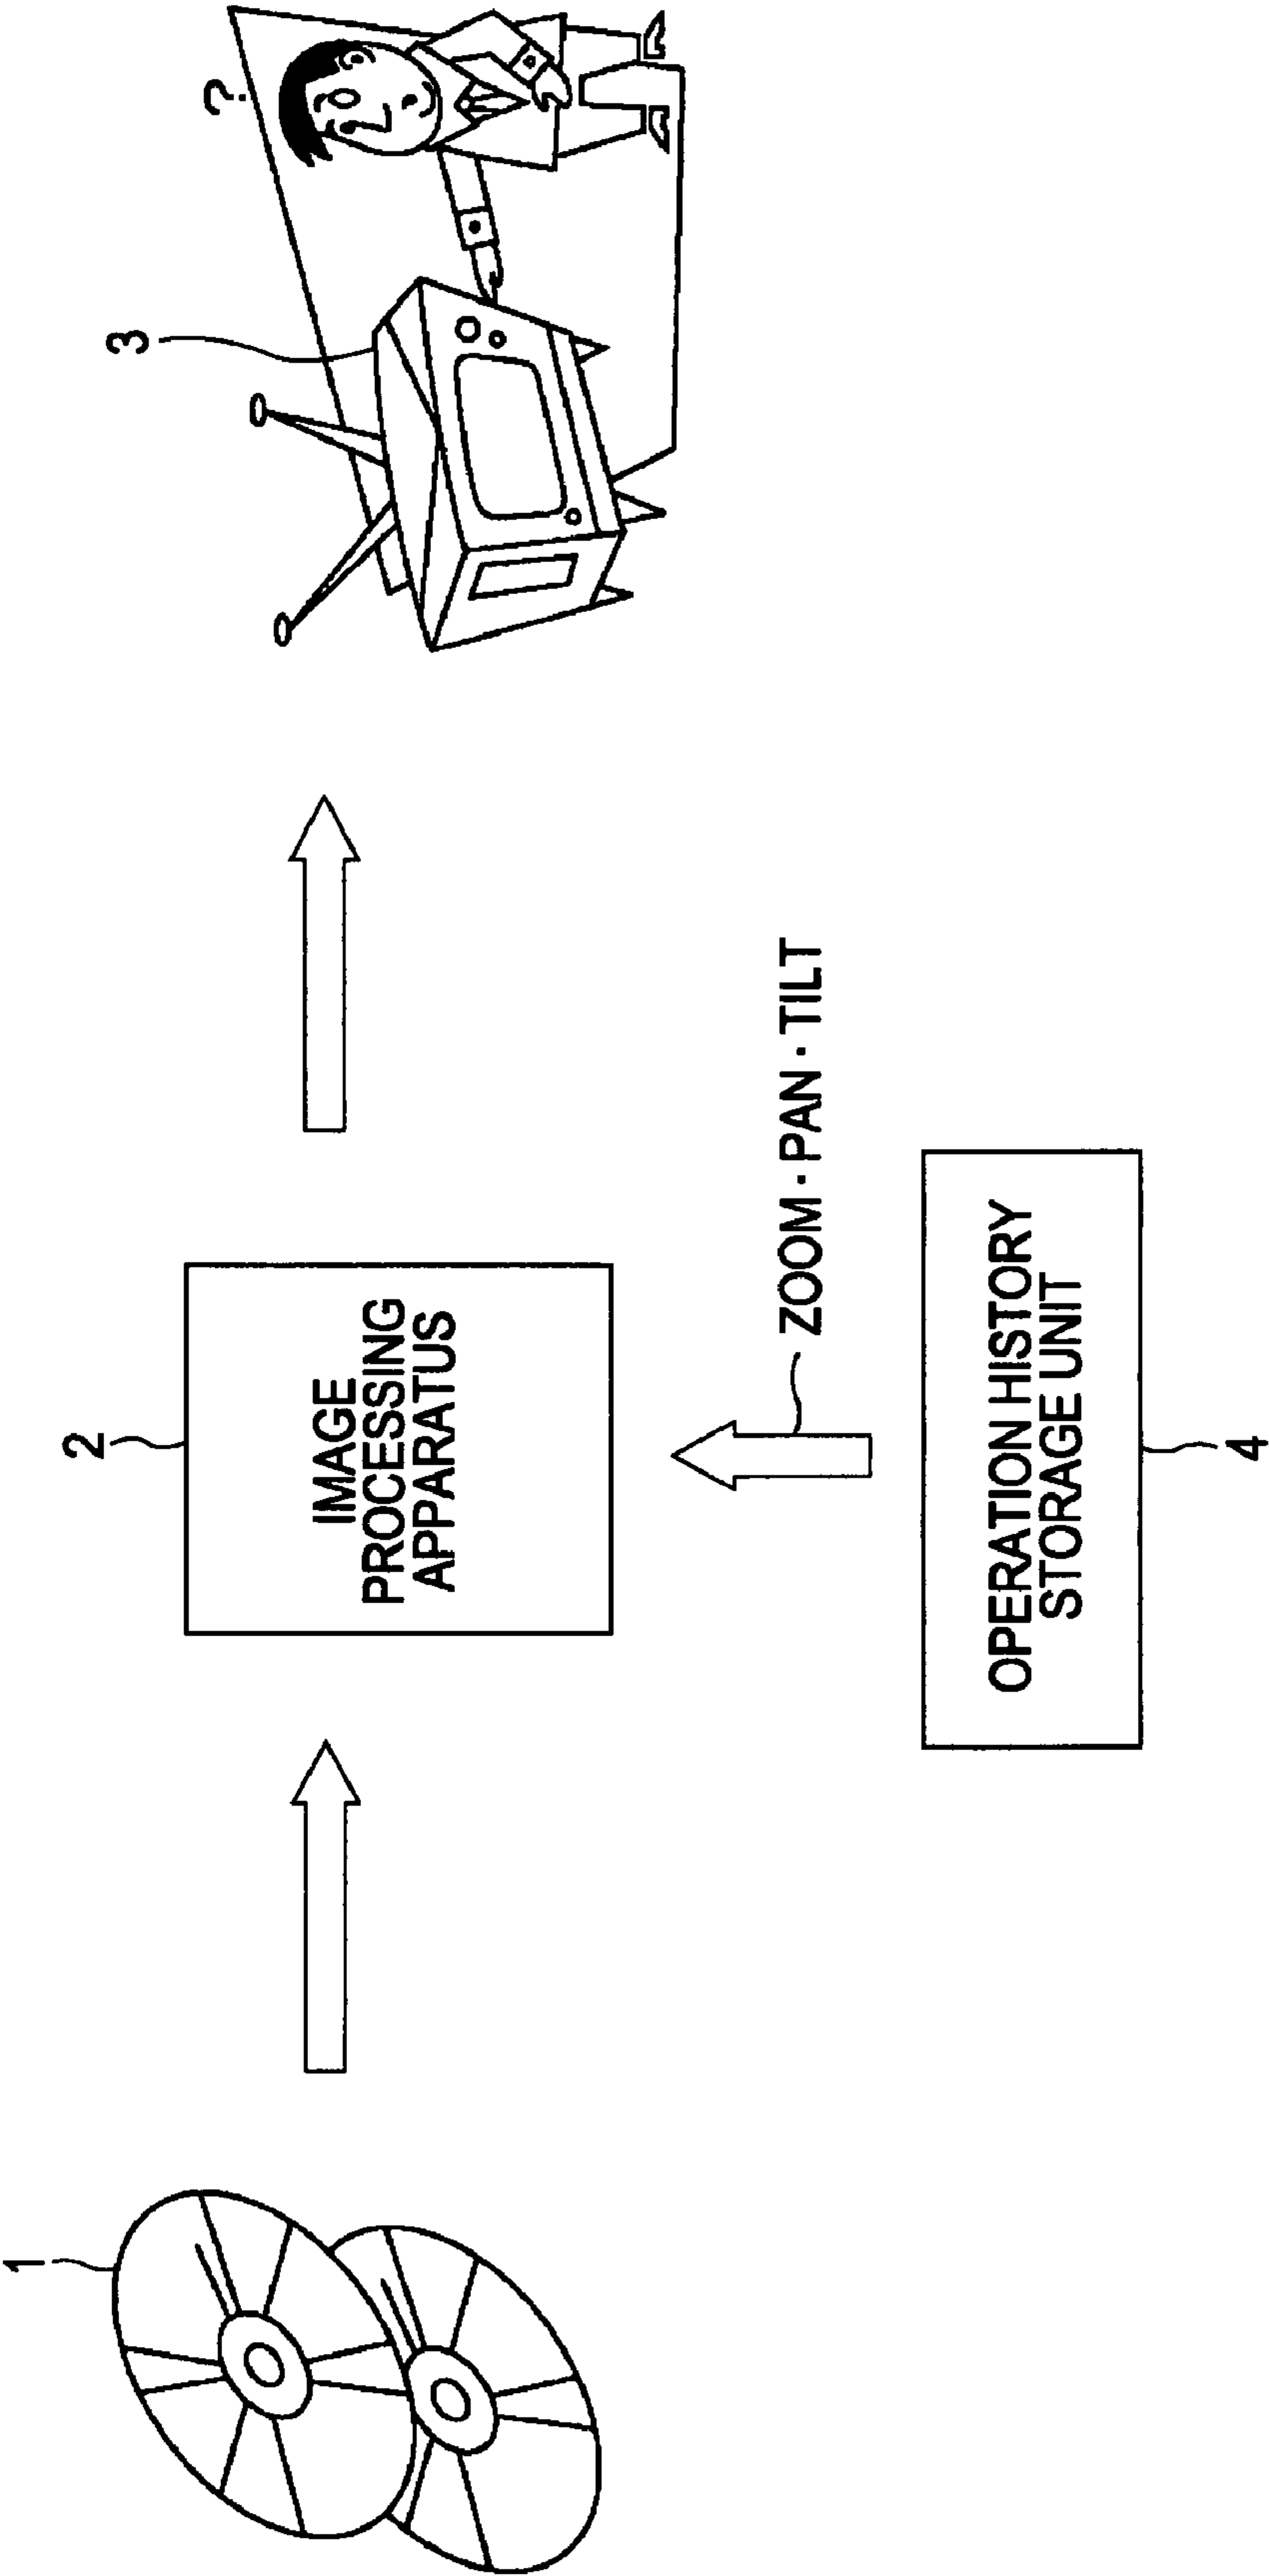 1
2
IMAGE
PROCESSING
APPARATUS
3
?
ZOOM · PAN · TILT
OPERATION HISTORY
STORAGE UNIT
4